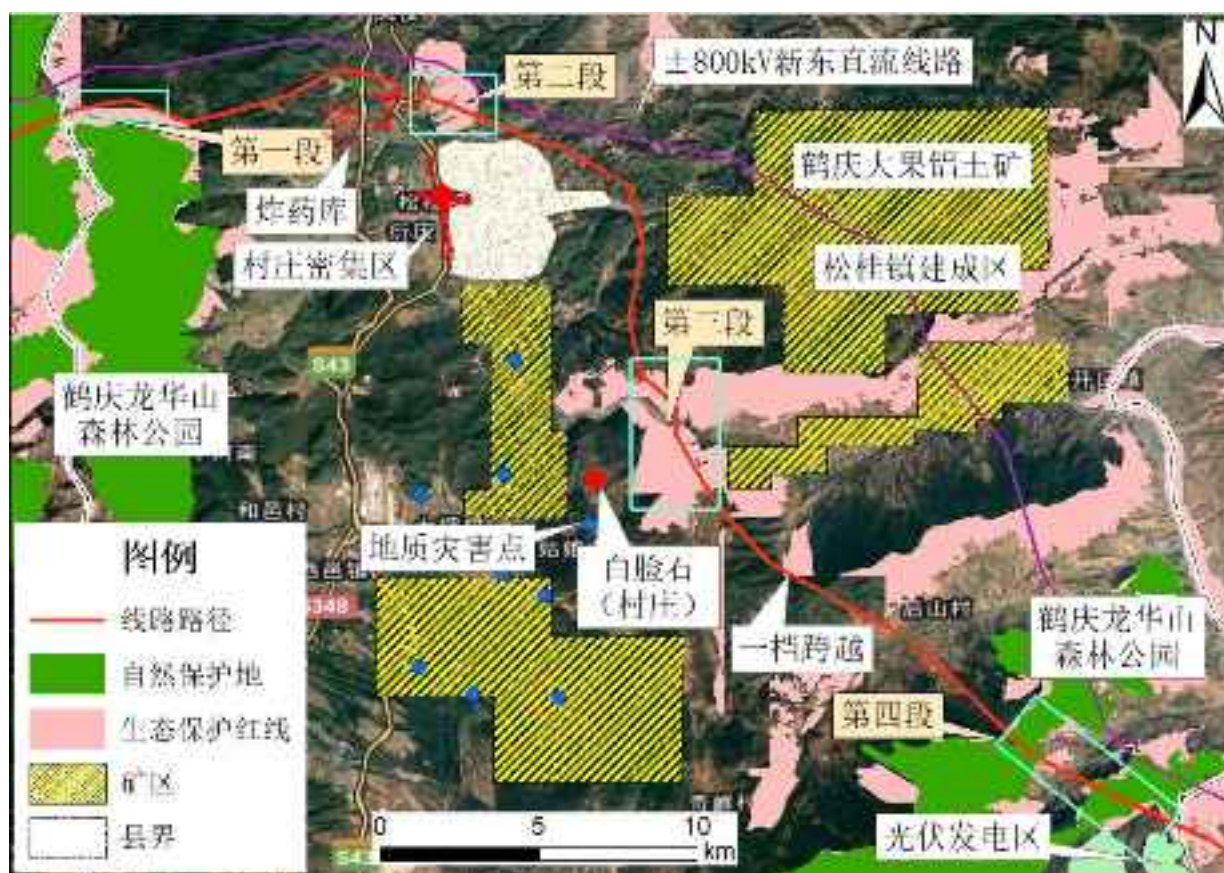 N
第二段
±800kV新东直流线路
第一段
鹤庆大果铝土矿
炸药库
村庄密集区
松桂镇建成区
第三段
S43
鹤庆龙华山
森林公园
和邑村
地质灾害点
白脸石
（村庄）
图例
线路路径
自然保护地
生态保护红线
矿区
县界
一档跨越
鹤庆龙华山
森林公园
第四段
光伏发电区
0
5
10
km